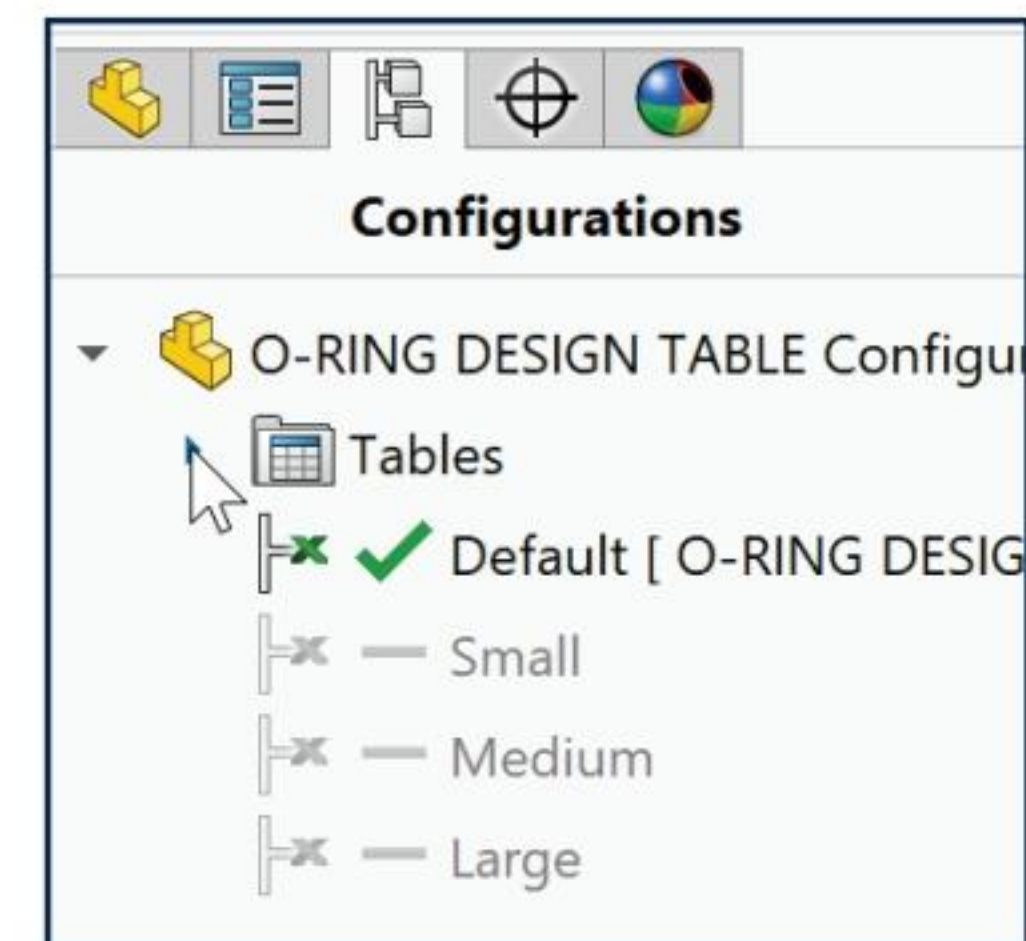 Configurations
O-RING DESIGN TABLE Configu
Tables
Default [ O-RING DESIG
Small
Medium
Large